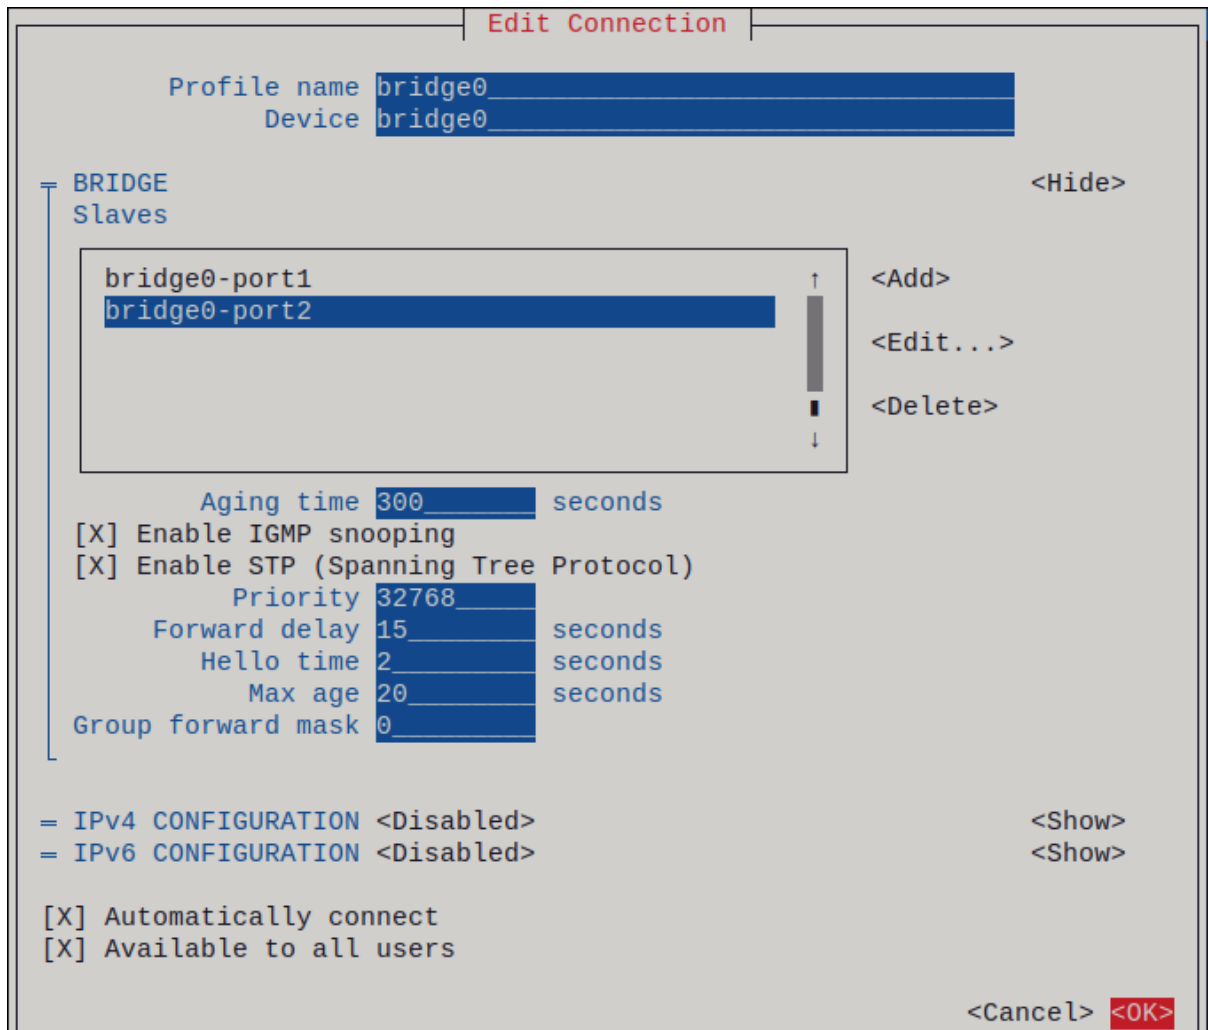 Edit Connection
Profile name bridge0
Device bridge0
BRIDGE <Hide>
Slaves
bridge0-port1 ↑ <Add>
bridge0-port2
<Edit...>
<Delete>
↓
Aging time 300 seconds
[X] Enable IGMP snooping
[X] Enable STP (Spanning Tree Protocol)
Priority 32768
Forward delay 15 seconds
Hello time 2 seconds
Max age 20 seconds
Group forward mask 0
= IPv4 CONFIGURATION <Disabled> <Show>
= IPv6 CONFIGURATION <Disabled> <Show>
[X] Automatically connect
[X] Available to all users
<Cancel> <OK>